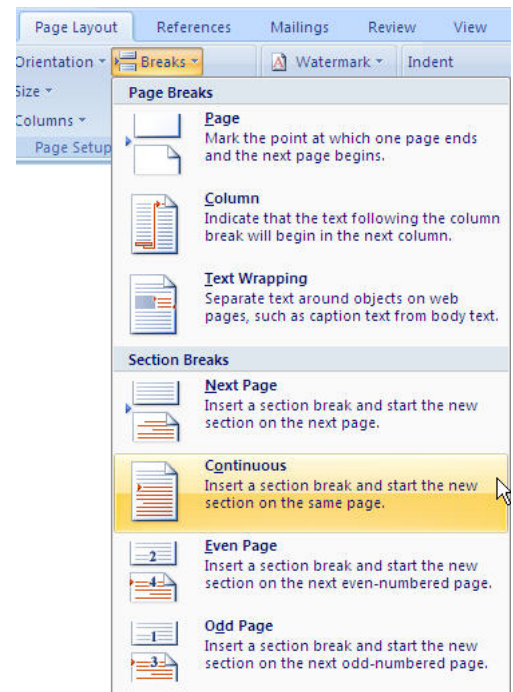 Page Layout References Mailings Review View
Orientation Breaks Watermark Indent
Size
Columns
Page Setup
Page Breaks
Page
Mark the point at which one page ends
and the next page begins.
Column
Indicate that the text following the column
break will begin in the next column.
Text Wrapping
Separate text around objects on web
pages, such as caption text from body text.
Section Breaks
Next Page
Insert a section break and start the new
section on the next page.
Continuous
Insert a section break and start the new
section on the same page.
Even Page
2
4
Insert a section break and start the new
section on the next even-numbered page.
Odd Page
1
3
Insert a section break and start the new
section on the next odd-numbered page.